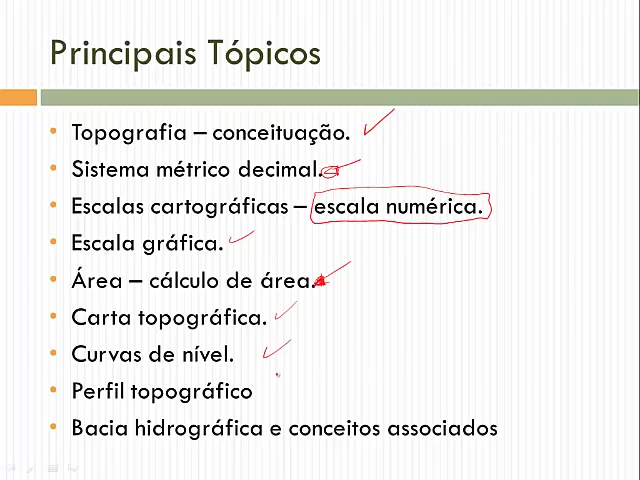 Principais Tópicos
• Topografia – conceituação.
• Sistema métrico decimal.
• Escalas cartográficas – escala numérica.
• Escala gráfica.
• Área – cálculo de área.
• Carta topográfica.
• Curvas de nível.
• Perfil topográfico
• Bacia hidrográfica e conceitos associados